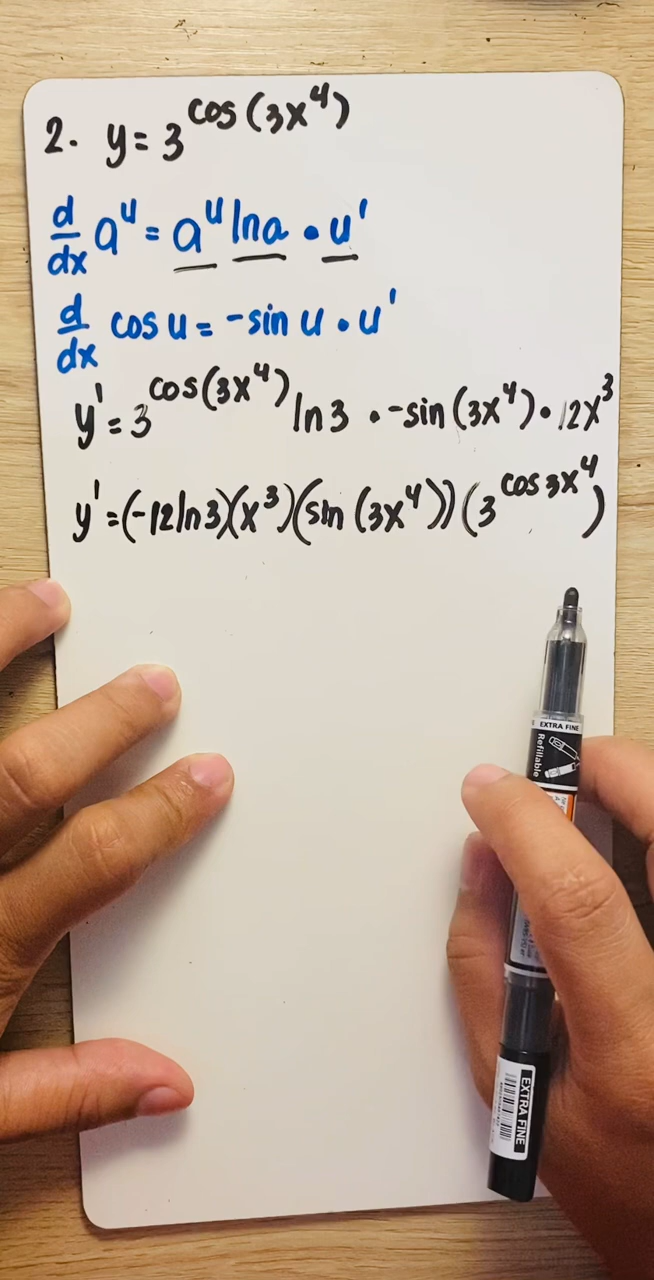 2. y = 3^cos(3x^4)
d/dx a^u = a^u ln a • u'
d/dx cos u = -sin u • u'
y' = 3^cos(3x^4) ln 3 • -sin(3x^4) • 12x^3
y' = (-12 ln 3)(x^3)(sin(3x^4))(3^cos 3x^4)
EXTRA FINE
Refillable
EXTRA FINE